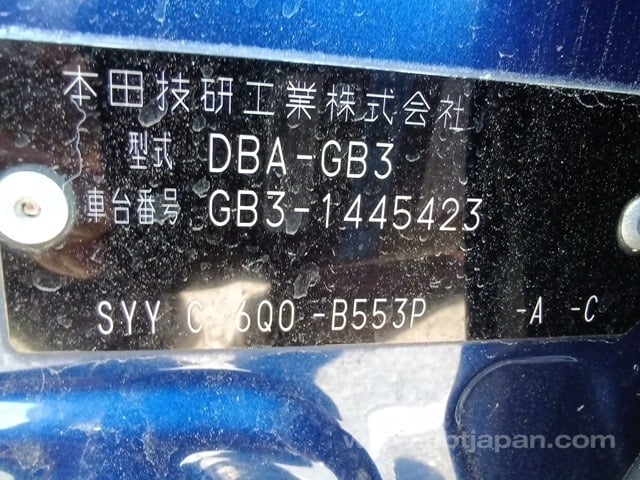 本田技研工業株式会社
型式 DBA-GB3
車台番号 GB3-1445423
SYY C 6Q0 -B553P -A -C